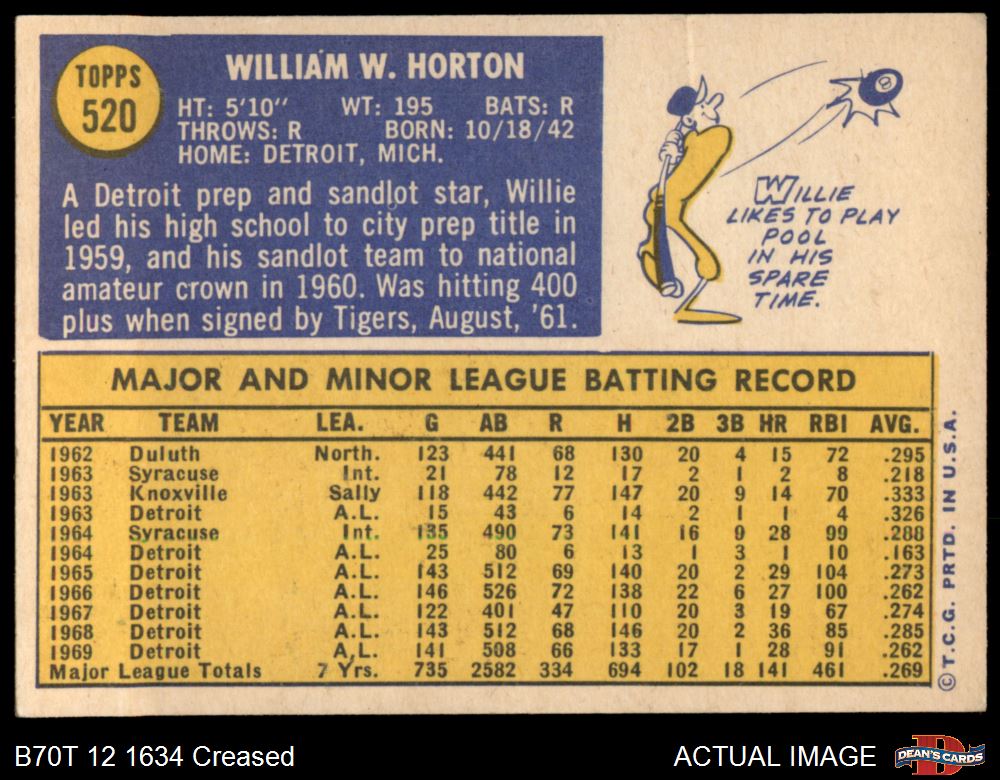 TOPPS
520
WILLIAM W. HORTON
HT: 5'10" WT: 195 BATS: R
THROWS: R BORN: 10/18/42
HOME: DETROIT, MICH.
A Detroit prep and sandlot star, Willie
led his high school to city prep title in
1959, and his sandlot team to national
amateur crown in 1960. Was hitting 400
plus when signed by Tigers, August, '61.
8
WILLIE
LIKES TO PLAY
POOL
IN HIS
SPARE
TIME.
MAJOR AND MINOR LEAGUE BATTING RECORD
YEAR TEAM LEA. G AB R H 2B 3B HR RBI AVG.
1962 Duluth North. 123 441 68 130 20 4 15 72 .295
1963 Syracuse Int. 21 78 12 17 2 1 2 8 .218
1963 Knoxville Sally 118 442 77 147 20 9 14 70 .333
1963 Detroit A.L. 15 43 6 14 2 1 1 4 .326
1964 Syracuse Int. 135 490 73 141 16 9 28 99 .288
1964 Detroit A.L. 25 80 6 13 1 3 1 10 .163
1965 Detroit A.L. 143 512 69 140 20 2 29 104 .273
1966 Detroit A.L. 146 526 72 138 22 6 27 100 .262
1967 Detroit A.L. 122 401 47 110 20 3 19 67 .274
1968 Detroit A.L. 143 512 68 146 20 2 36 85 .285
1969 Detroit A.L. 141 508 66 133 17 1 28 91 .262
Major League Totals 7 Yrs. 735 2582 334 694 102 18 141 461 .269
©T.C.G. PRTD. IN U.S.A.
B70T 12 1634 Creased
ACTUAL IMAGE
DEAN'S CARDS